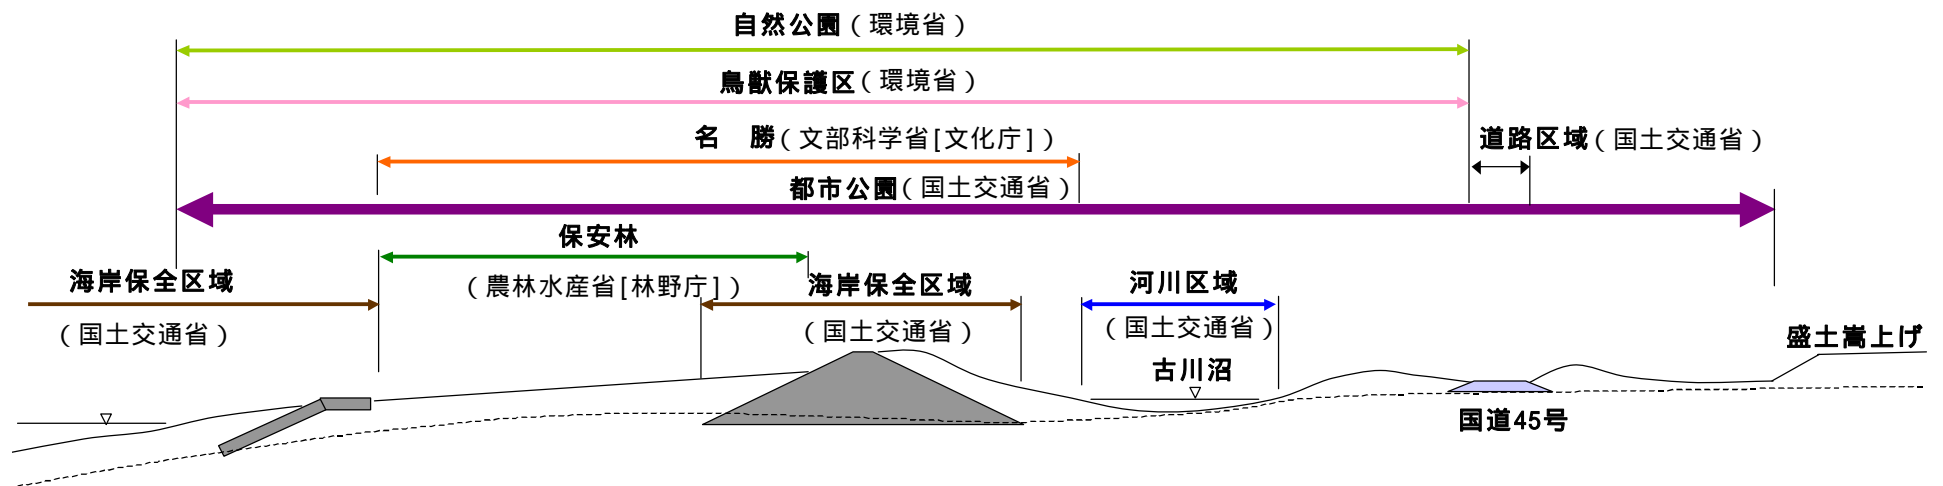 自然公園（環境省）
鳥獣保護区（環境省）
名　勝（文部科学省[文化庁]）
道路区域（国土交通省）
都市公園（国土交通省）
保安林
（農林水産省[林野庁]）
海岸保全区域
（国土交通省）
海岸保全区域
（国土交通省）
河川区域
（国土交通省）
古川沼
盛土嵩上げ
国道45号